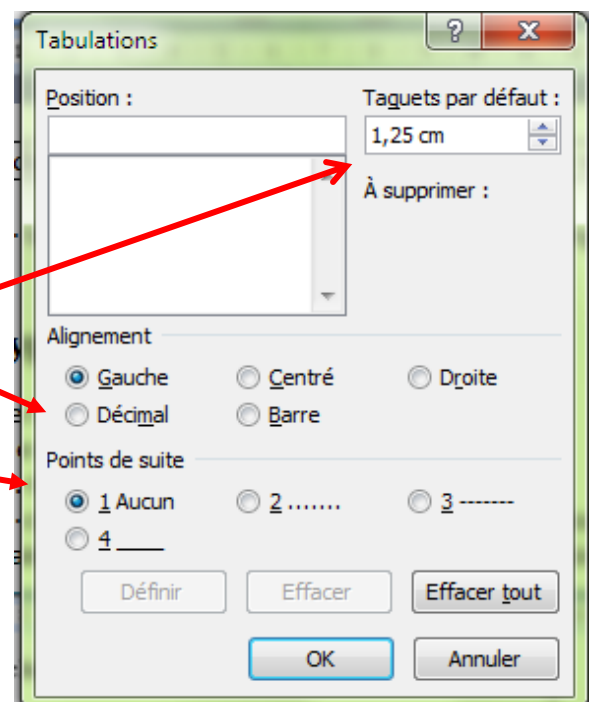 Tabulations
Position :
Taquets par défaut :
1,25 cm
À supprimer :
Alignement
Gauche
Centré
Droite
Décimal
Barre
Points de suite
1 Aucun
2 .......
3 -------
4 ____
Définir
Effacer
Effacer tout
OK
Annuler